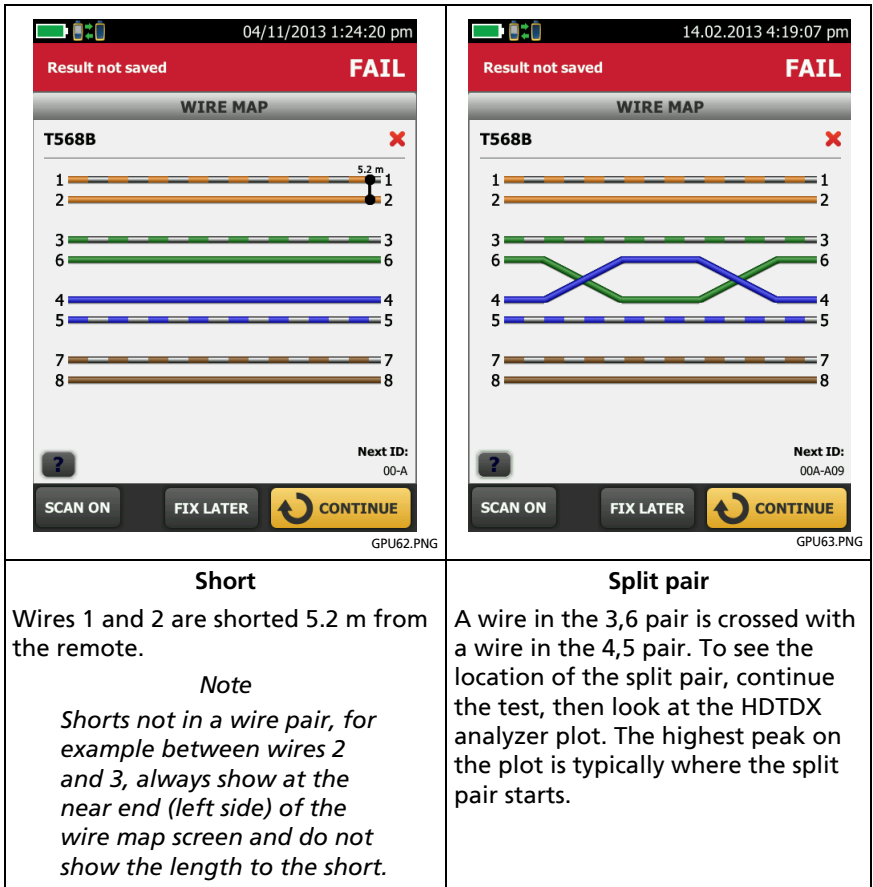 04/11/2013 1:24:20 pm
Result not saved
FAIL
WIRE MAP
T568B
5.2 m
1 1
2 2
3 3
6 6
4 4
5 5
7 7
8 8
?
Next ID:
00-A
SCAN ON
FIX LATER
CONTINUE
GPU62.PNG
Short
Wires 1 and 2 are shorted 5.2 m from
the remote.
Note
Shorts not in a wire pair, for
example between wires 2
and 3, always show at the
near end (left side) of the
wire map screen and do not
show the length to the short.
14.02.2013 4:19:07 pm
Result not saved
FAIL
WIRE MAP
T568B
1 1
2 2
3 3
6 6
4 4
5 5
7 7
8 8
?
Next ID:
00A-A09
SCAN ON
FIX LATER
CONTINUE
GPU63.PNG
Split pair
A wire in the 3,6 pair is crossed with
a wire in the 4,5 pair. To see the
location of the split pair, continue
the test, then look at the HDTDX
analyzer plot. The highest peak on
the plot is typically where the split
pair starts.